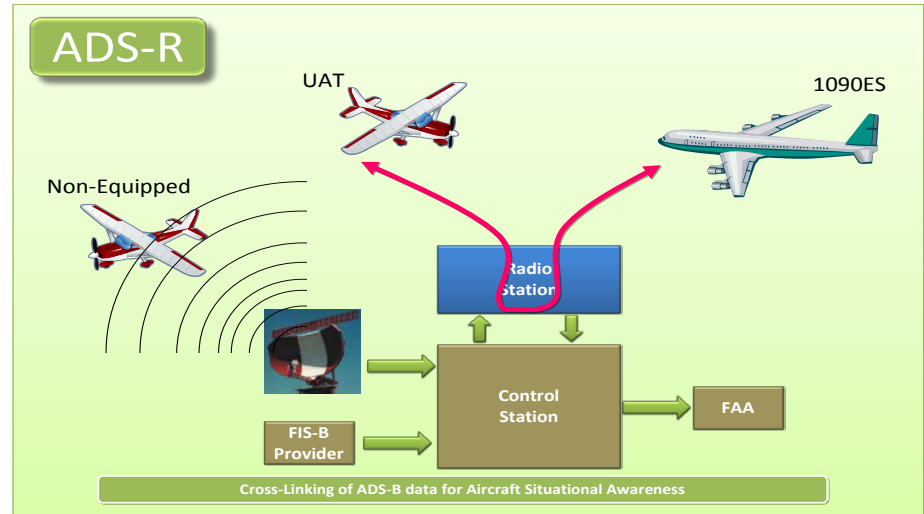 ADS-R
UAT
1090ES
Non-Equipped
Radio
Station
Control
Station
FAA
FIS-B
Provider
Cross-Linking of ADS-B data for Aircraft Situational Awareness